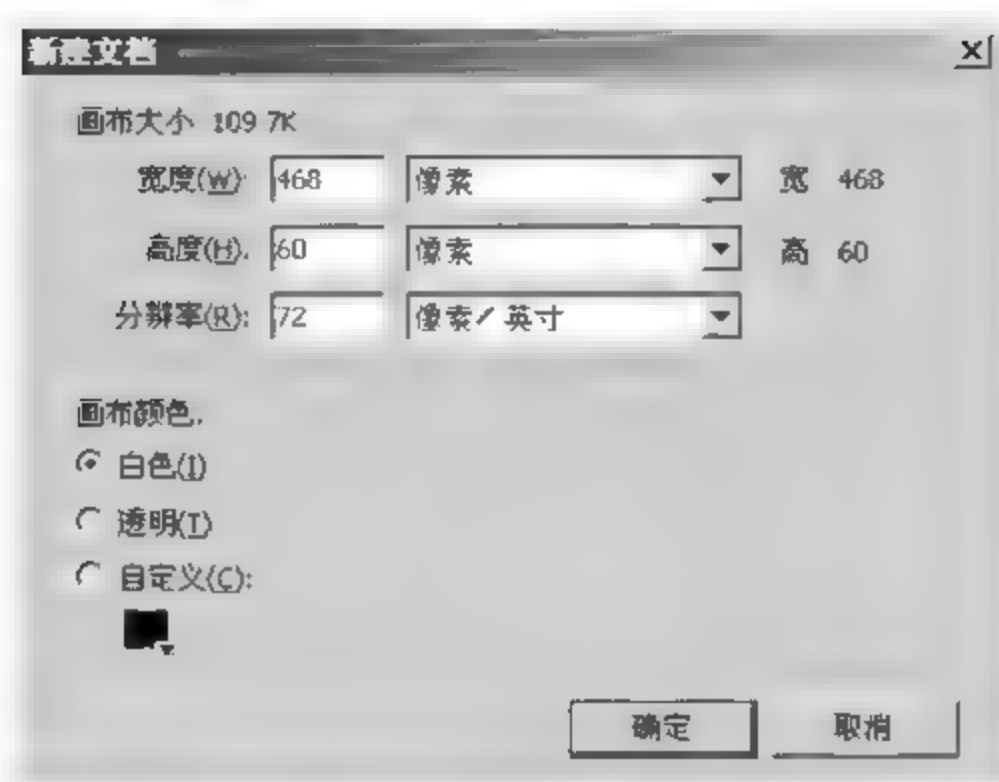 新建文档
画布大小 109 7K
宽度(W): 468 像素 宽 468
高度(H). 60 像素 高 60
分辨率(R): 72 像素/英寸
画布颜色.
白色(I)
透明(T)
自定义(C):
确定 取消